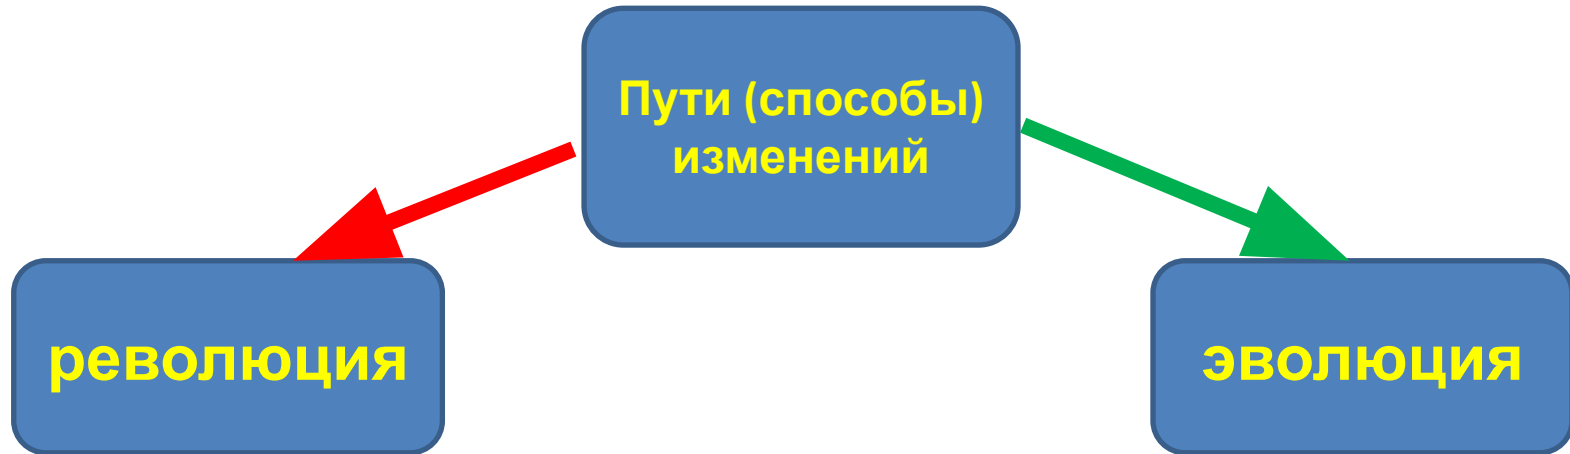 Пути (способы)
изменений
революция
эволюция